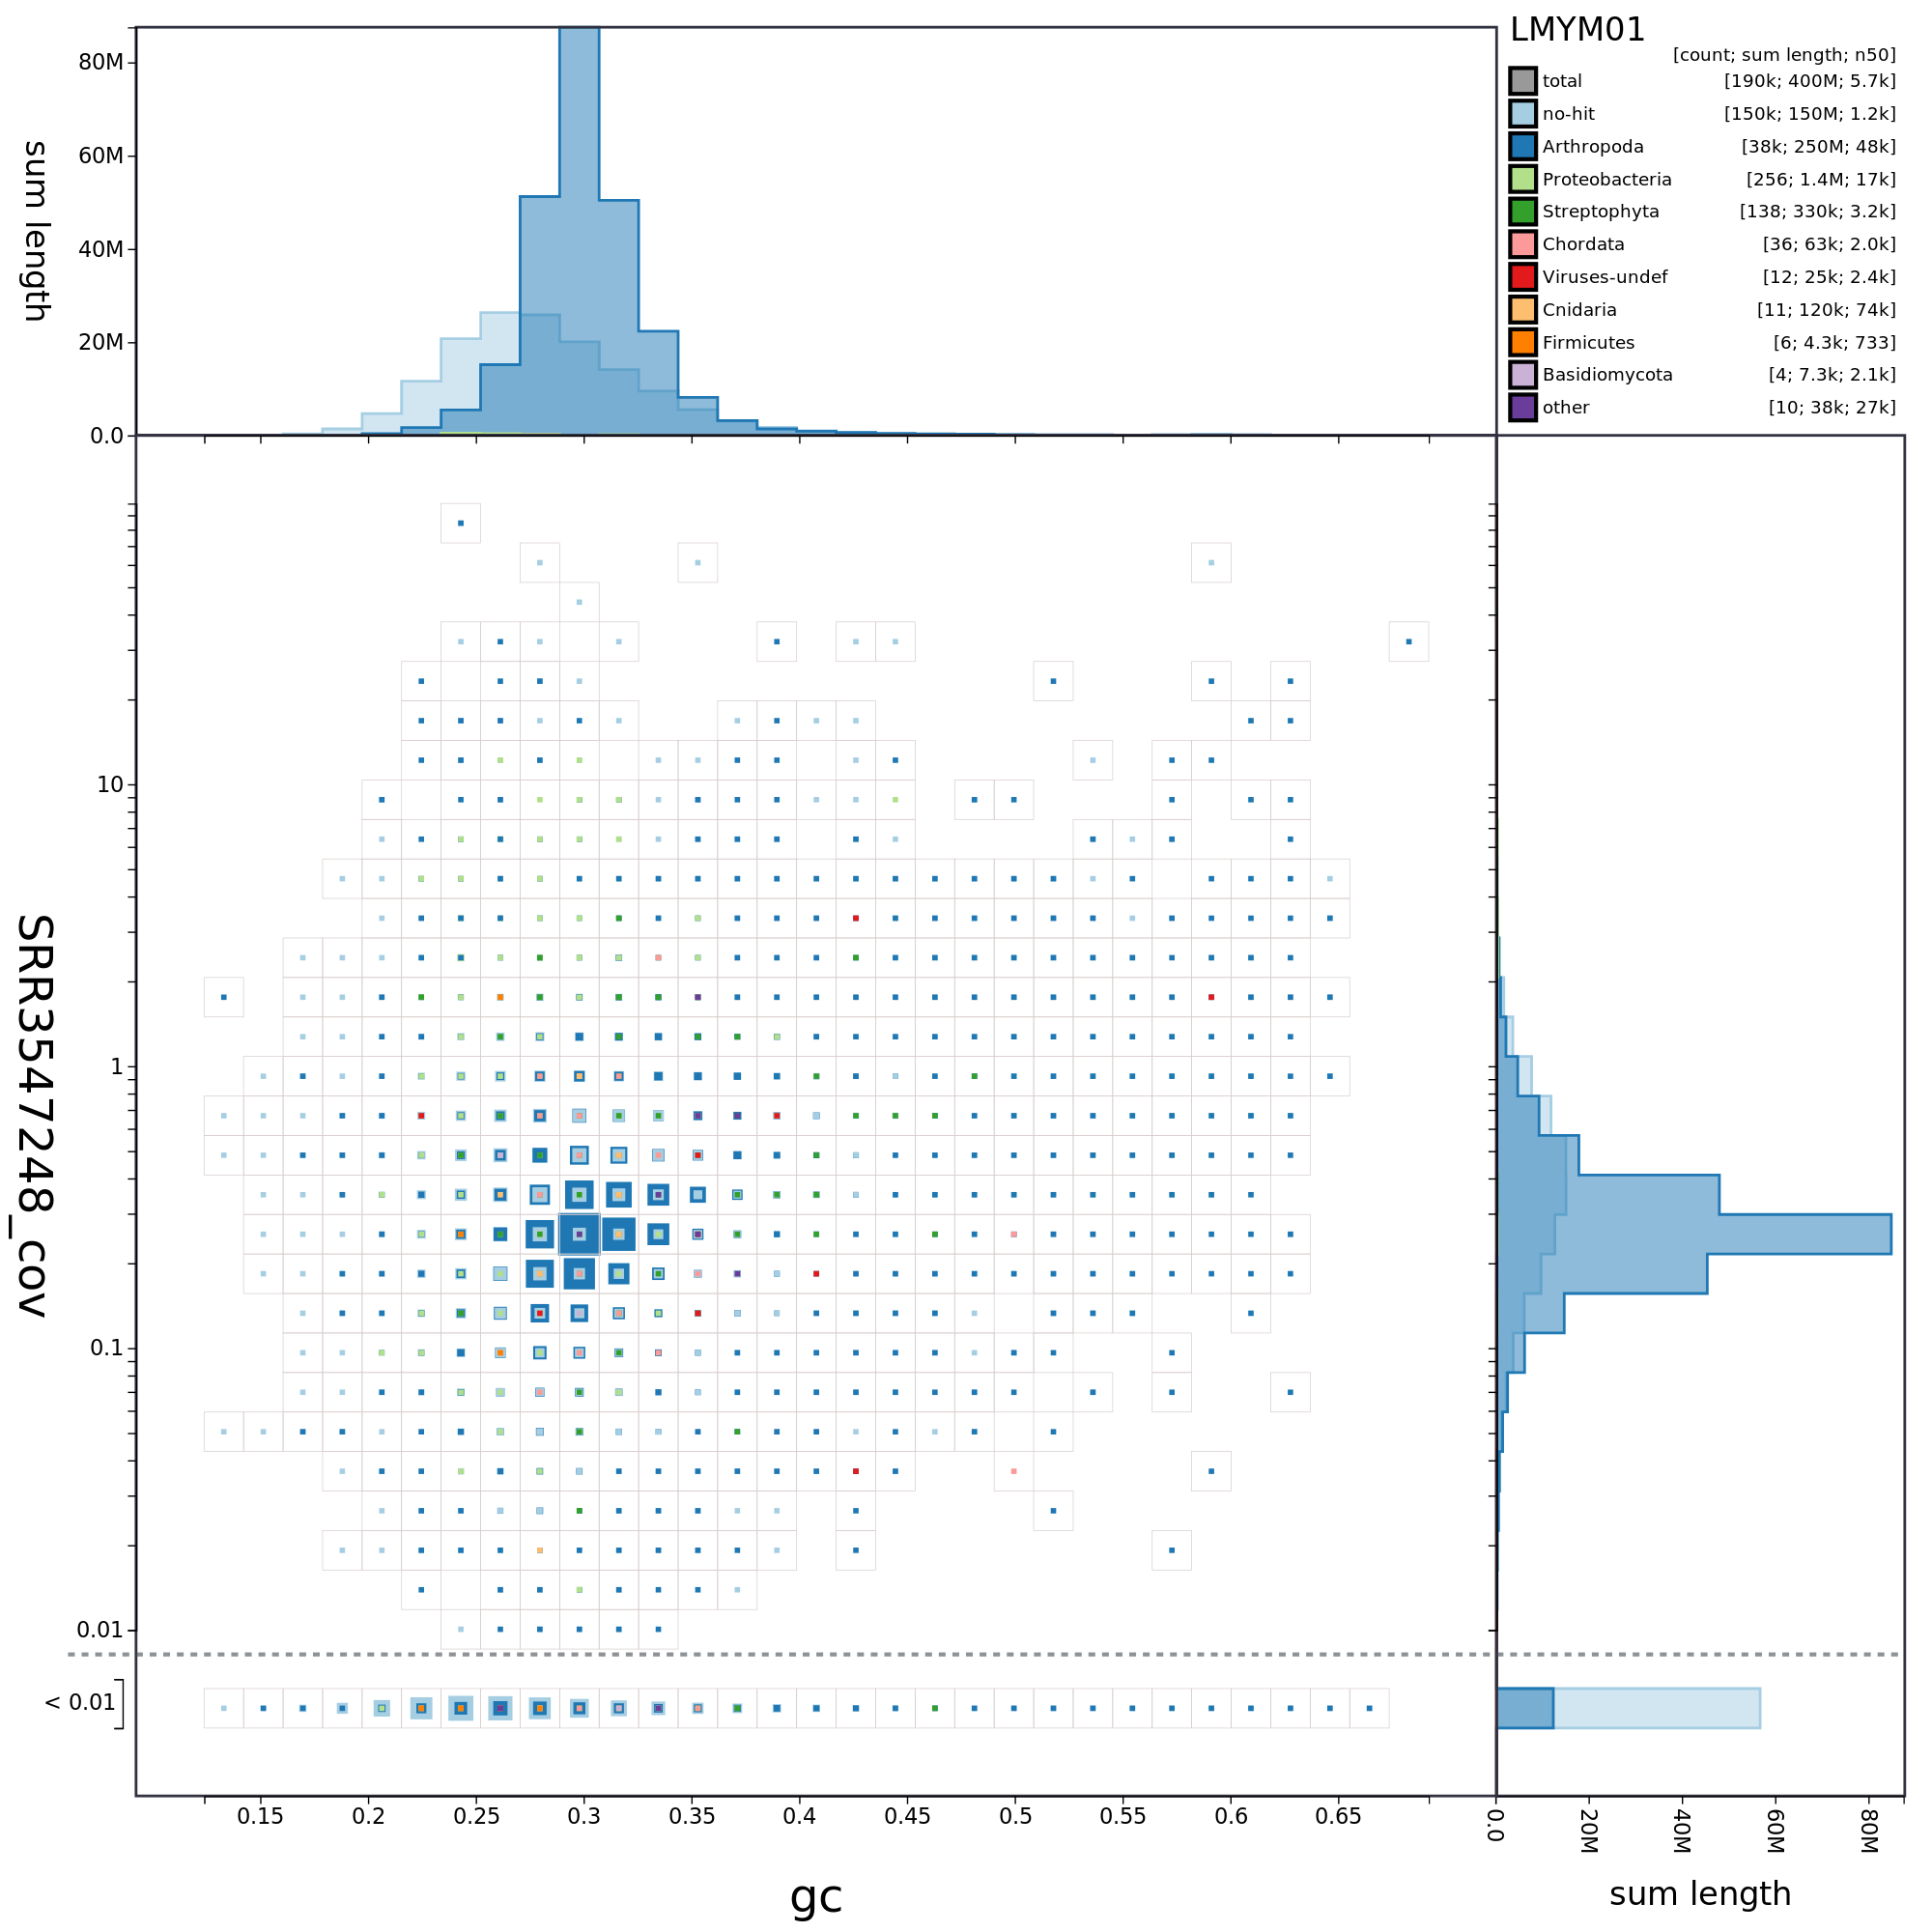 LMYM01
[count; sum length; n50]
total [190k; 400M; 5.7k]
no-hit [150k; 150M; 1.2k]
Arthropoda [38k; 250M; 48k]
Proteobacteria [256; 1.4M; 17k]
Streptophyta [138; 330k; 3.2k]
Chordata [36; 63k; 2.0k]
Viruses-undef [12; 25k; 2.4k]
Cnidaria [11; 120k; 74k]
Firmicutes [6; 4.3k; 733]
Basidiomycota [4; 7.3k; 2.1k]
other [10; 38k; 27k]
sum length
80M
60M
40M
20M
0.0
SRR3547248_cov
10
1
0.1
0.01
< 0.01
0.15 0.2 0.25 0.3 0.35 0.4 0.45 0.5 0.55 0.6 0.65
gc
0.0 20M 40M 60M 80M
sum length